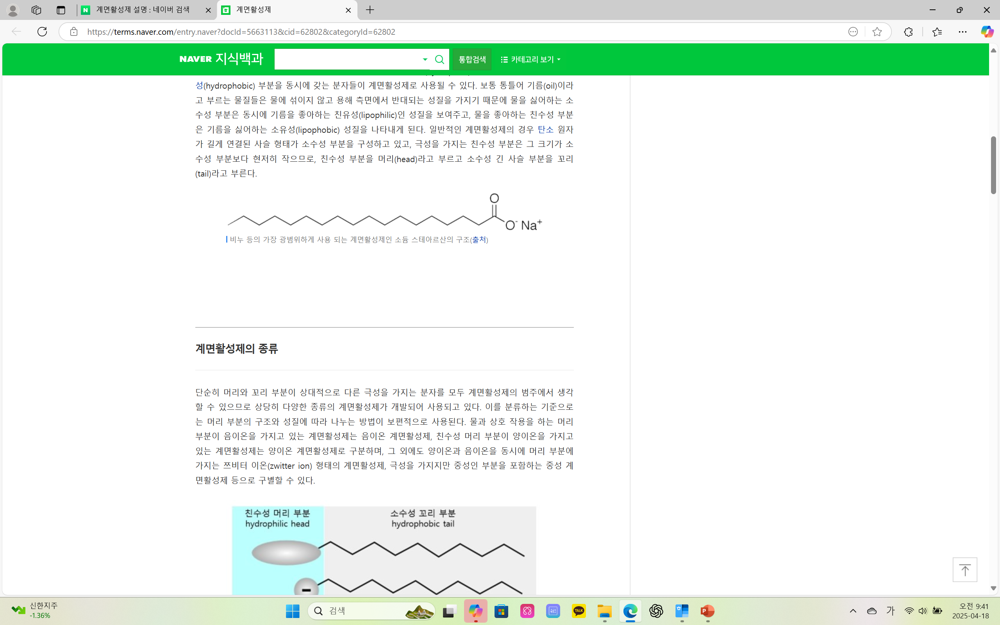 계면활성제 설명 : 네이버 검색
계면활성제
https://terms.naver.com/entry.naver?docId=5663113&cid=62802&categoryId=62802
NAVER 지식백과
통합검색
카테고리 보기
성(hydrophobic) 부분을 동시에 갖는 분자들이 계면활성제로 사용될 수 있다. 보통 통틀어 기름(oil)이라
고 부르는 물질들은 물에 섞이지 않고 용해 측면에서 반대되는 성질을 가지기 때문에 물을 싫어하는 소
수성 부분은 동시에 기름을 좋아하는 친유성(lipophilic)인 성질을 보여주고, 물을 좋아하는 친수성 부분
은 기름을 싫어하는 소유성(lipophobic) 성질을 나타내게 된다. 일반적인 계면활성제의 경우 탄소 원자
가 길게 연결된 사슬 형태가 소수성 부분을 구성하고 있고, 극성을 가지는 친수성 부분은 그 크기가 소
수성 부분보다 현저히 작으므로, 친수성 부분을 머리(head)라고 부르고 소수성 긴 사슬 부분을 꼬리
(tail)라고 부른다.
O
O⁻ Na⁺
비누 등의 가장 광범위하게 사용 되는 계면활성제인 소듐 스테아르산의 구조(출처)
계면활성제의 종류
단순히 머리와 꼬리 부분이 상대적으로 다른 극성을 가지는 분자를 모두 계면활성제의 범주에서 생각
할 수 있으므로 상당히 다양한 종류의 계면활성제가 개발되어 사용되고 있다. 이를 분류하는 기준으로
는 머리 부분의 구조와 성질에 따라 나누는 방법이 보편적으로 사용된다. 물과 상호 작용을 하는 머리
부분이 음이온을 가지고 있는 계면활성제는 음이온 계면활성제, 친수성 머리 부분이 양이온을 가지고
있는 계면활성제는 양이온 계면활성제로 구분하며, 그 외에도 양이온과 음이온을 동시에 머리 부분에
가지는 쯔비터 이온(zwitter ion) 형태의 계면활성제, 극성을 가지지만 중성인 부분을 포함하는 중성 계
면활성제 등으로 구별할 수 있다.
친수성 머리 부분
hydrophilic head
소수성 꼬리 부분
hydrophobic tail
신한지주
-1.36%
검색
TALK
가
오전 9:41
2025-04-18